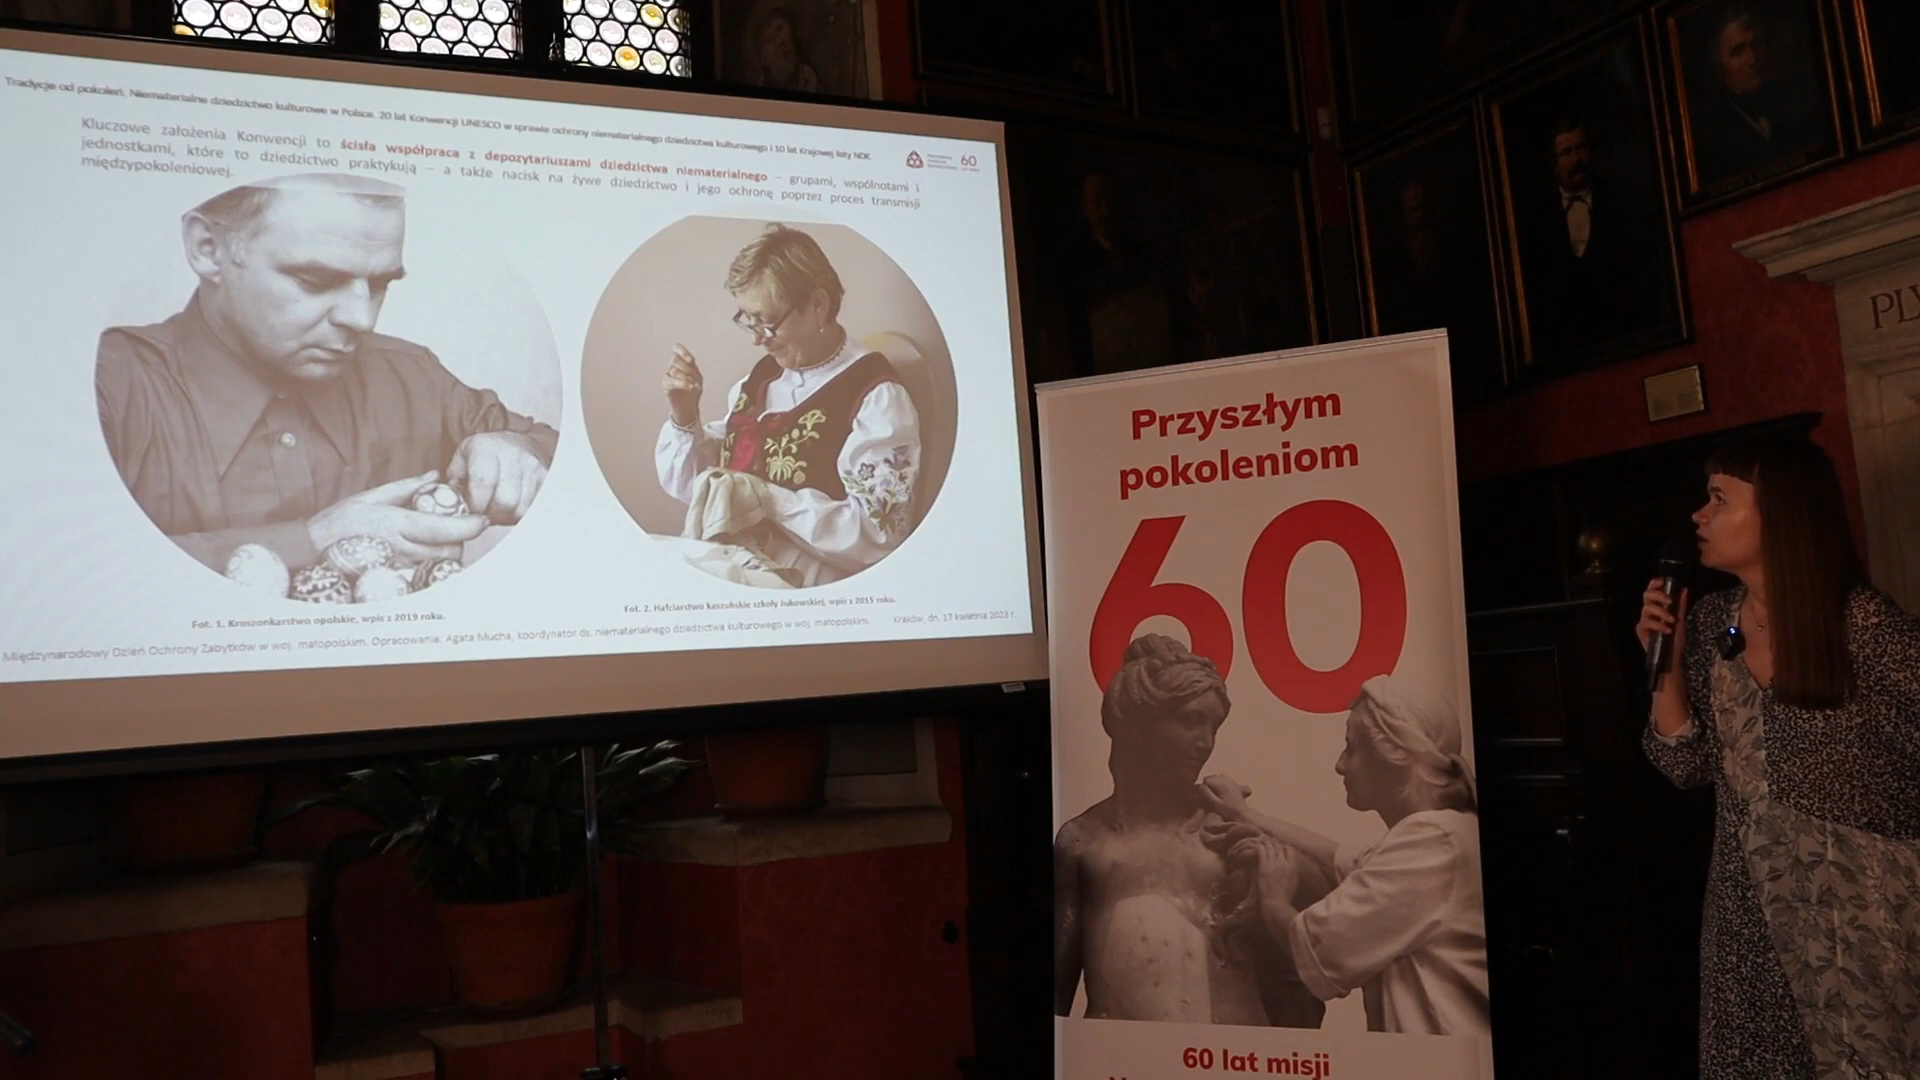 Tradycje od pokoleń. Niematerialne dziedzictwo kulturowe w Polsce. 20 lat Konwencji UNESCO w sprawie ochrony niematerialnego dziedzictwa kulturowego i 10 lat Krajowej listy NDK
Kluczowe założenia Konwencji to ścisła współpraca z depozytariuszami dziedzictwa niematerialnego – grupami, wspólnotami i
jednostkami, które to dziedzictwo praktykują – a także nacisk na żywe dziedzictwo i jego ochronę poprzez proces transmisji
międzypokoleniowej.
60
Fot. 1. Kroszonkarstwo opolskie, wpis z 2019 roku.
Fot. 2. Hafciarstwo kaszubskie szkoły żukowskiej, wpis z 2015 roku.
Międzynarodowy Dzień Ochrony Zabytków w woj. małopolskim. Opracowanie: Agata Mucha, koordynator ds. niematerialnego dziedzictwa kulturowego w woj. małopolskim.
Kraków, dn. 17 kwietnia 2023 r.
Przyszłym
pokoleniom
60
60 lat misji